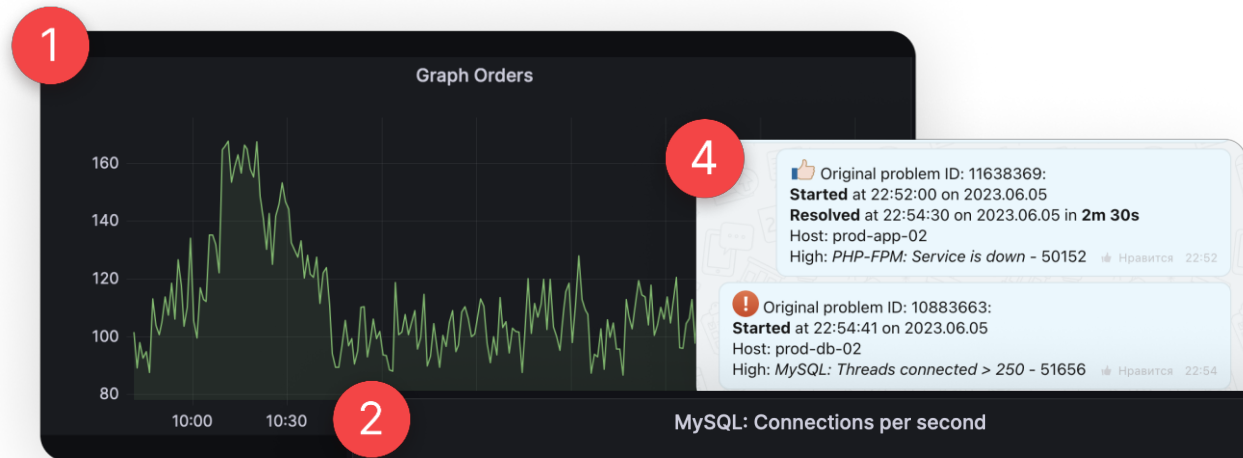 1
Graph Orders
160
140
120
100
80
10:00 10:30
4
Original problem ID: 11638369:
Started at 22:52:00 on 2023.06.05
Resolved at 22:54:30 on 2023.06.05 in 2m 30s
Host: prod-app-02
High: PHP-FPM: Service is down - 50152 Нравится 22:52
Original problem ID: 10883663:
Started at 22:54:41 on 2023.06.05
Host: prod-db-02
High: MySQL: Threads connected > 250 - 51656 Нравится 22:54
2
MySQL: Connections per second